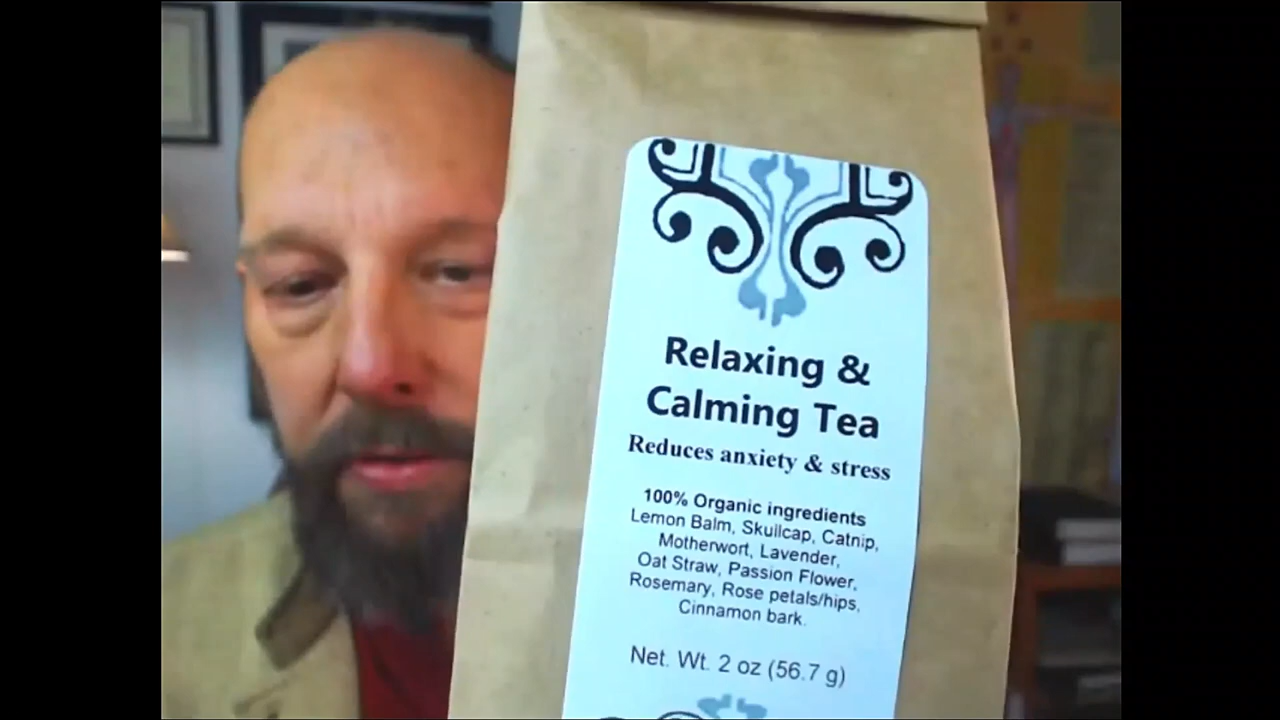 Relaxing &
Calming Tea
Reduces anxiety & stress
100% Organic ingredients
Lemon Balm, Skullcap, Catnip,
Motherwort, Lavender,
Oat Straw, Passion Flower,
Rosemary, Rose petals/hips,
Cinnamon bark.
Net. Wt. 2 oz (56.7 g)